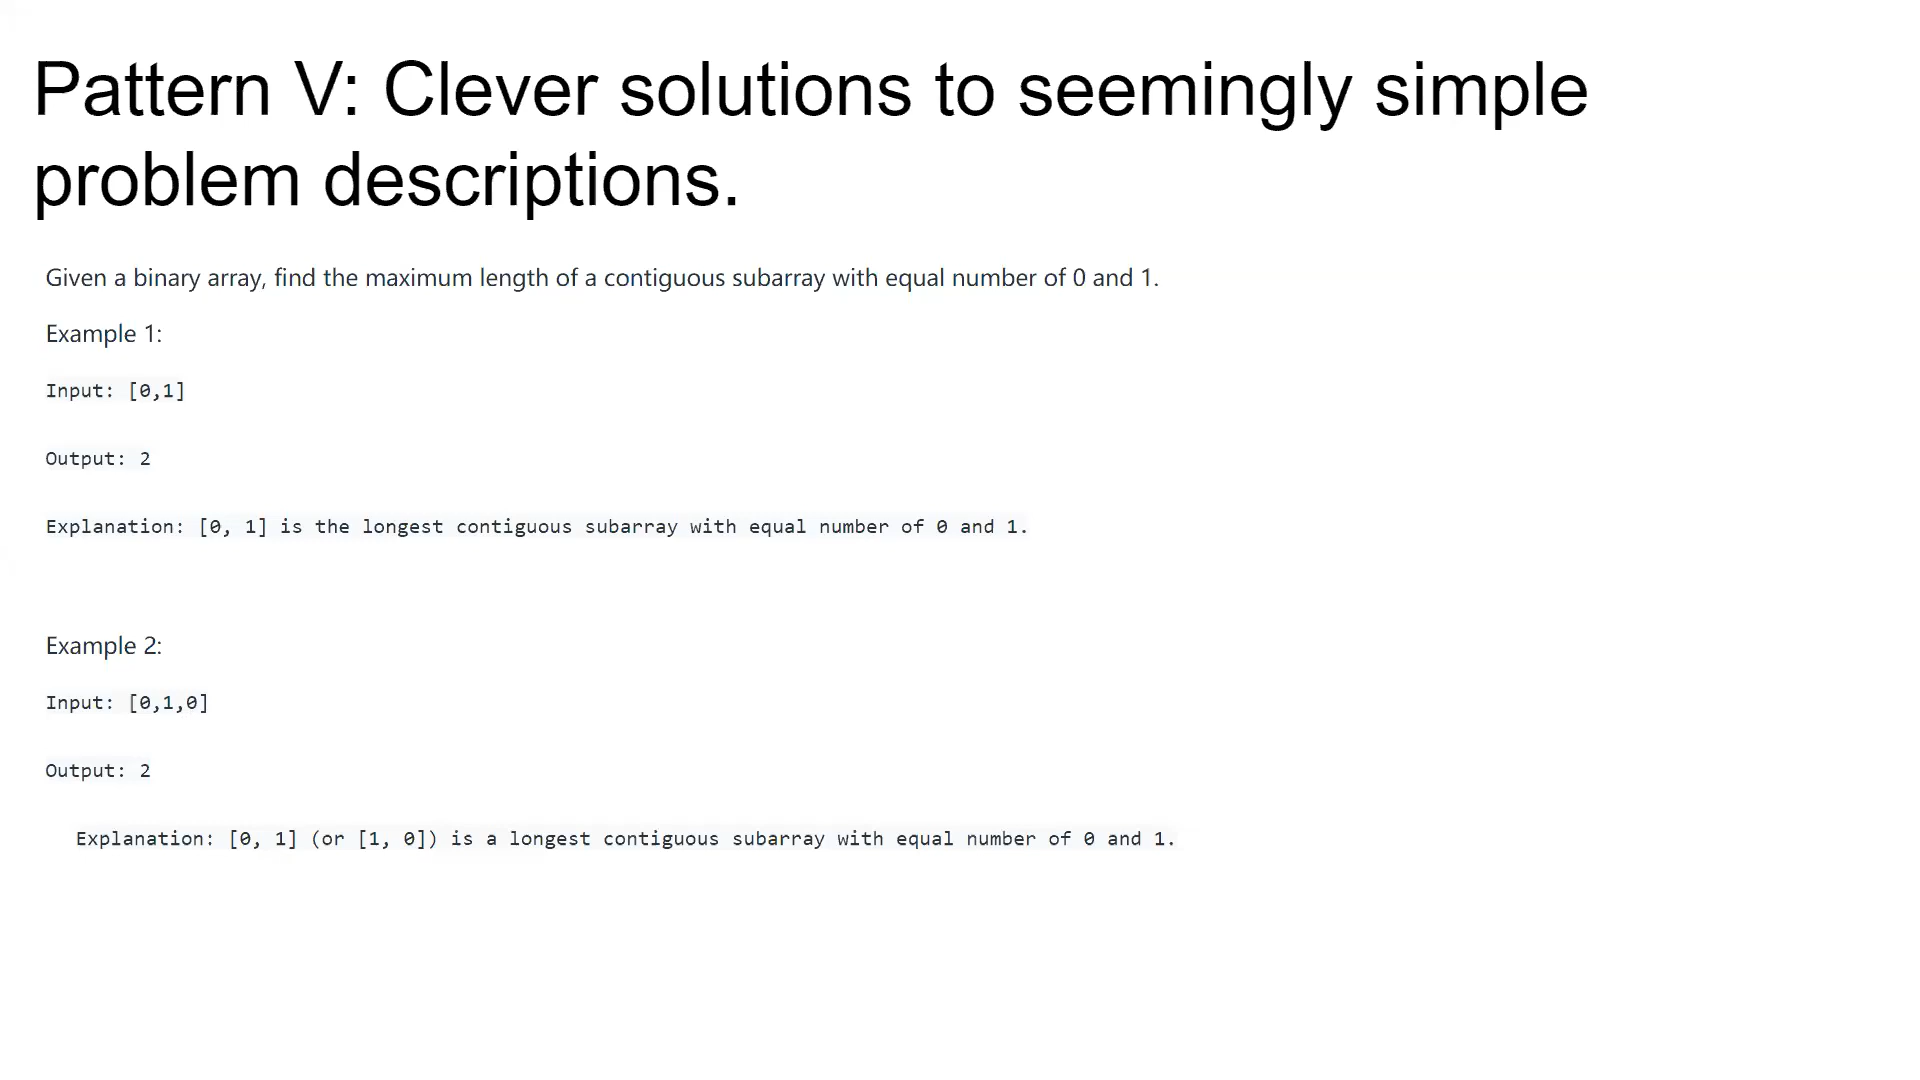 Pattern V: Clever solutions to seemingly simple
problem descriptions.
Given a binary array, find the maximum length of a contiguous subarray with equal number of 0 and 1.
Example 1:
Input: [0,1]
Output: 2
Explanation: [0, 1] is the longest contiguous subarray with equal number of 0 and 1.
Example 2:
Input: [0,1,0]
Output: 2
Explanation: [0, 1] (or [1, 0]) is a longest contiguous subarray with equal number of 0 and 1.